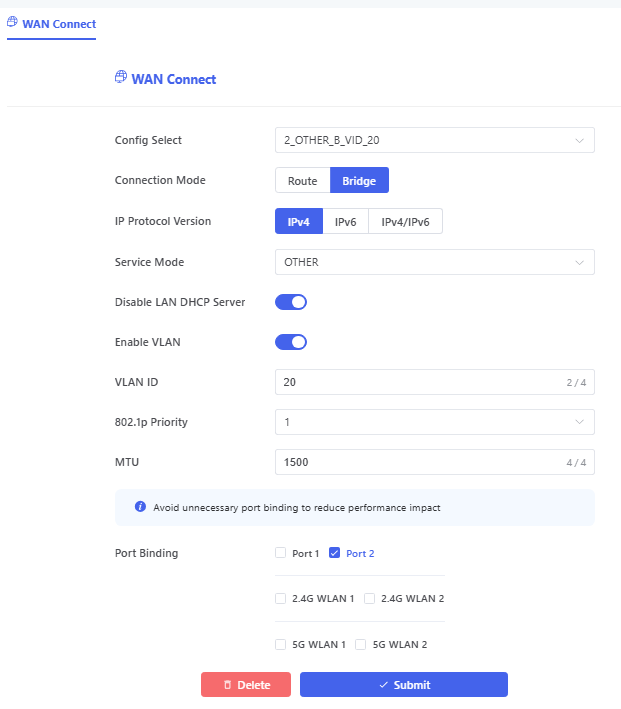 WAN Connect
WAN Connect
Config Select 2_OTHER_B_VID_20
Connection Mode Route Bridge
IP Protocol Version IPv4 IPv6 IPv4/IPv6
Service Mode OTHER
Disable LAN DHCP Server
Enable VLAN
VLAN ID 20 2 / 4
802.1p Priority 1
MTU 1500 4 / 4
Avoid unnecessary port binding to reduce performance impact
Port Binding Port 1 Port 2
2.4G WLAN 1 2.4G WLAN 2
5G WLAN 1 5G WLAN 2
Delete Submit